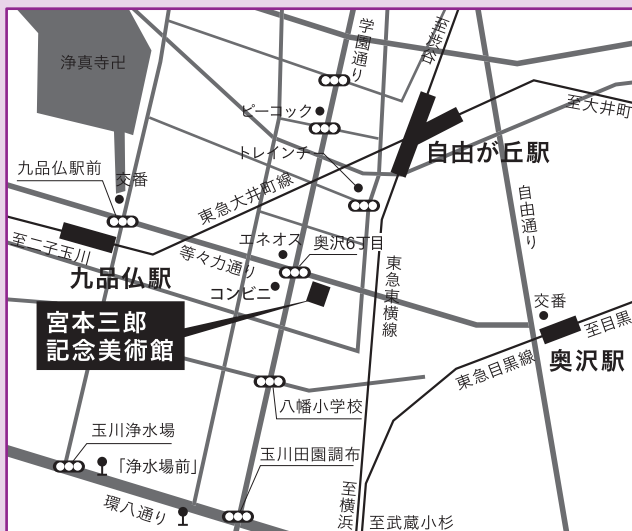 学園通り
至渋谷
浄真寺卍
ピーコック
至大井町
トレインチ
自由が丘駅
九品仏駅前
交番
東急大井町線
自由通り
エネオス
奥沢6丁目
至二子玉川
等々力通り
九品仏駅
コンビニ
東急東横線
交番
至目黒
宮本三郎
記念美術館
奥沢駅
東急目黒線
八幡小学校
玉川浄水場
玉川田園調布
「浄水場前」
環八通り
至横浜
至武蔵小杉